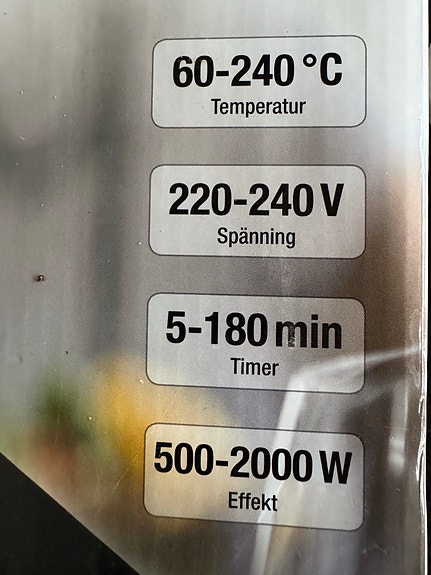 60-240 °C
Temperatur
220-240 V
Spänning
5-180 min
Timer
500-2000 W
Effekt